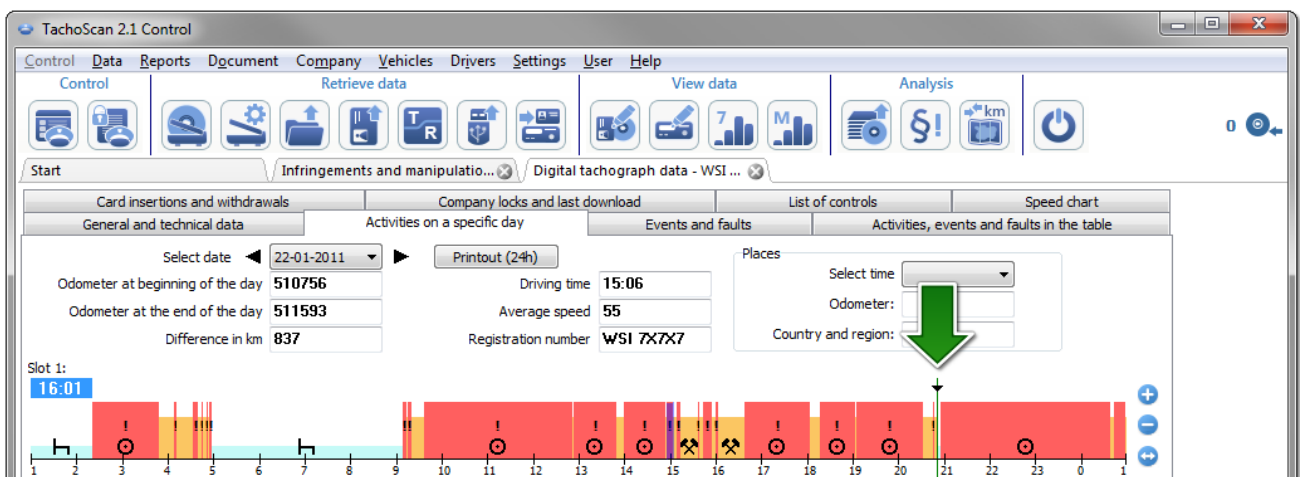 TachoScan 2.1 Control
Control Data Reports Document Company Vehicles Drivers Settings User Help
Control Retrieve data View data Analysis
T R 7 M §! km 0
Start Infringements and manipulatio... Digital tachograph data - WSI ...
Card insertions and withdrawals Company locks and last download List of controls Speed chart
General and technical data Activities on a specific day Events and faults Activities, events and faults in the table
Select date 22-01-2011 Printout (24h) Places
Select time
Odometer at beginning of the day 510756 Driving time 15:06
Odometer:
Odometer at the end of the day 511593 Average speed 55
Country and region:
Difference in km 837 Registration number WSI 7X7X7
Slot 1:
16:01
! ! ! ! ! ! ! ! ! ! ! ! ! ! ! ! ! ! !
1 2 3 4 5 6 7 8 9 10 11 12 13 14 15 16 17 18 19 20 21 22 23 0 1